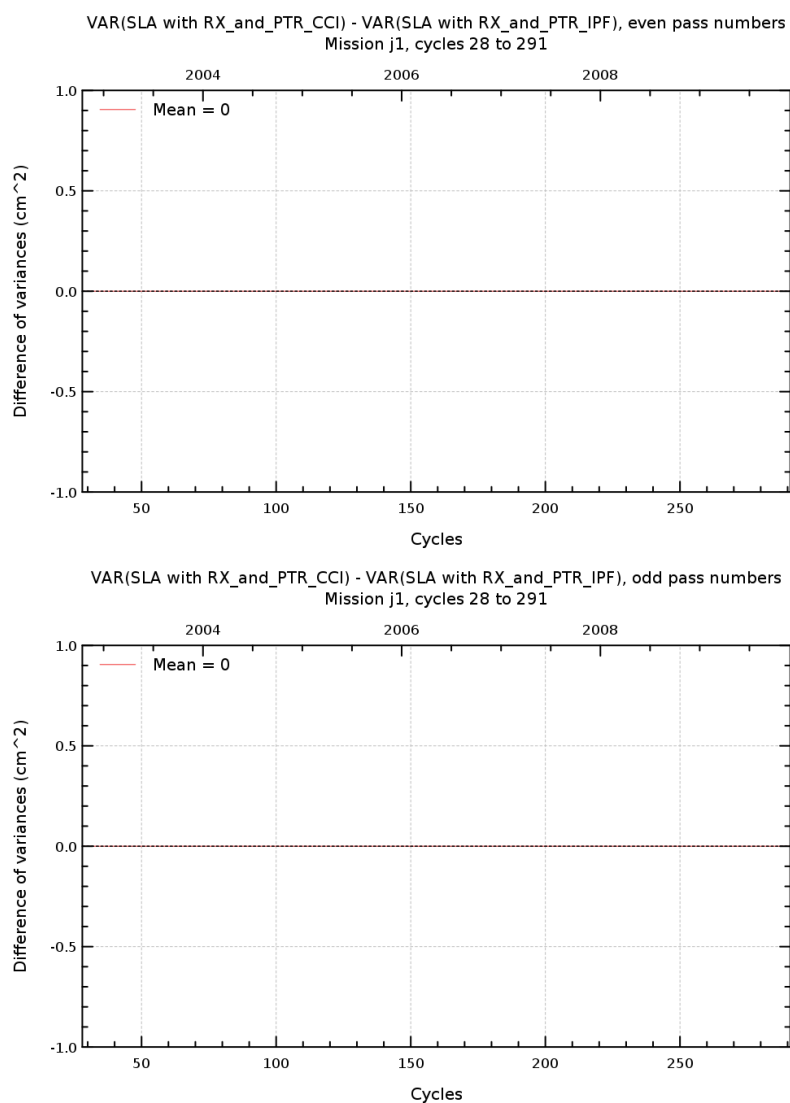 VAR(SLA with RX_and_PTR_CCI) - VAR(SLA with RX_and_PTR_IPF), even pass numbers
Mission j1, cycles 28 to 291
2004 2006 2008
1.0
Mean = 0
0.5
0.0
-0.5
-1.0
Difference of variances (cm^2)
50 100 150 200 250
Cycles
VAR(SLA with RX_and_PTR_CCI) - VAR(SLA with RX_and_PTR_IPF), odd pass numbers
Mission j1, cycles 28 to 291
2004 2006 2008
1.0
Mean = 0
0.5
0.0
-0.5
-1.0
Difference of variances (cm^2)
50 100 150 200 250
Cycles